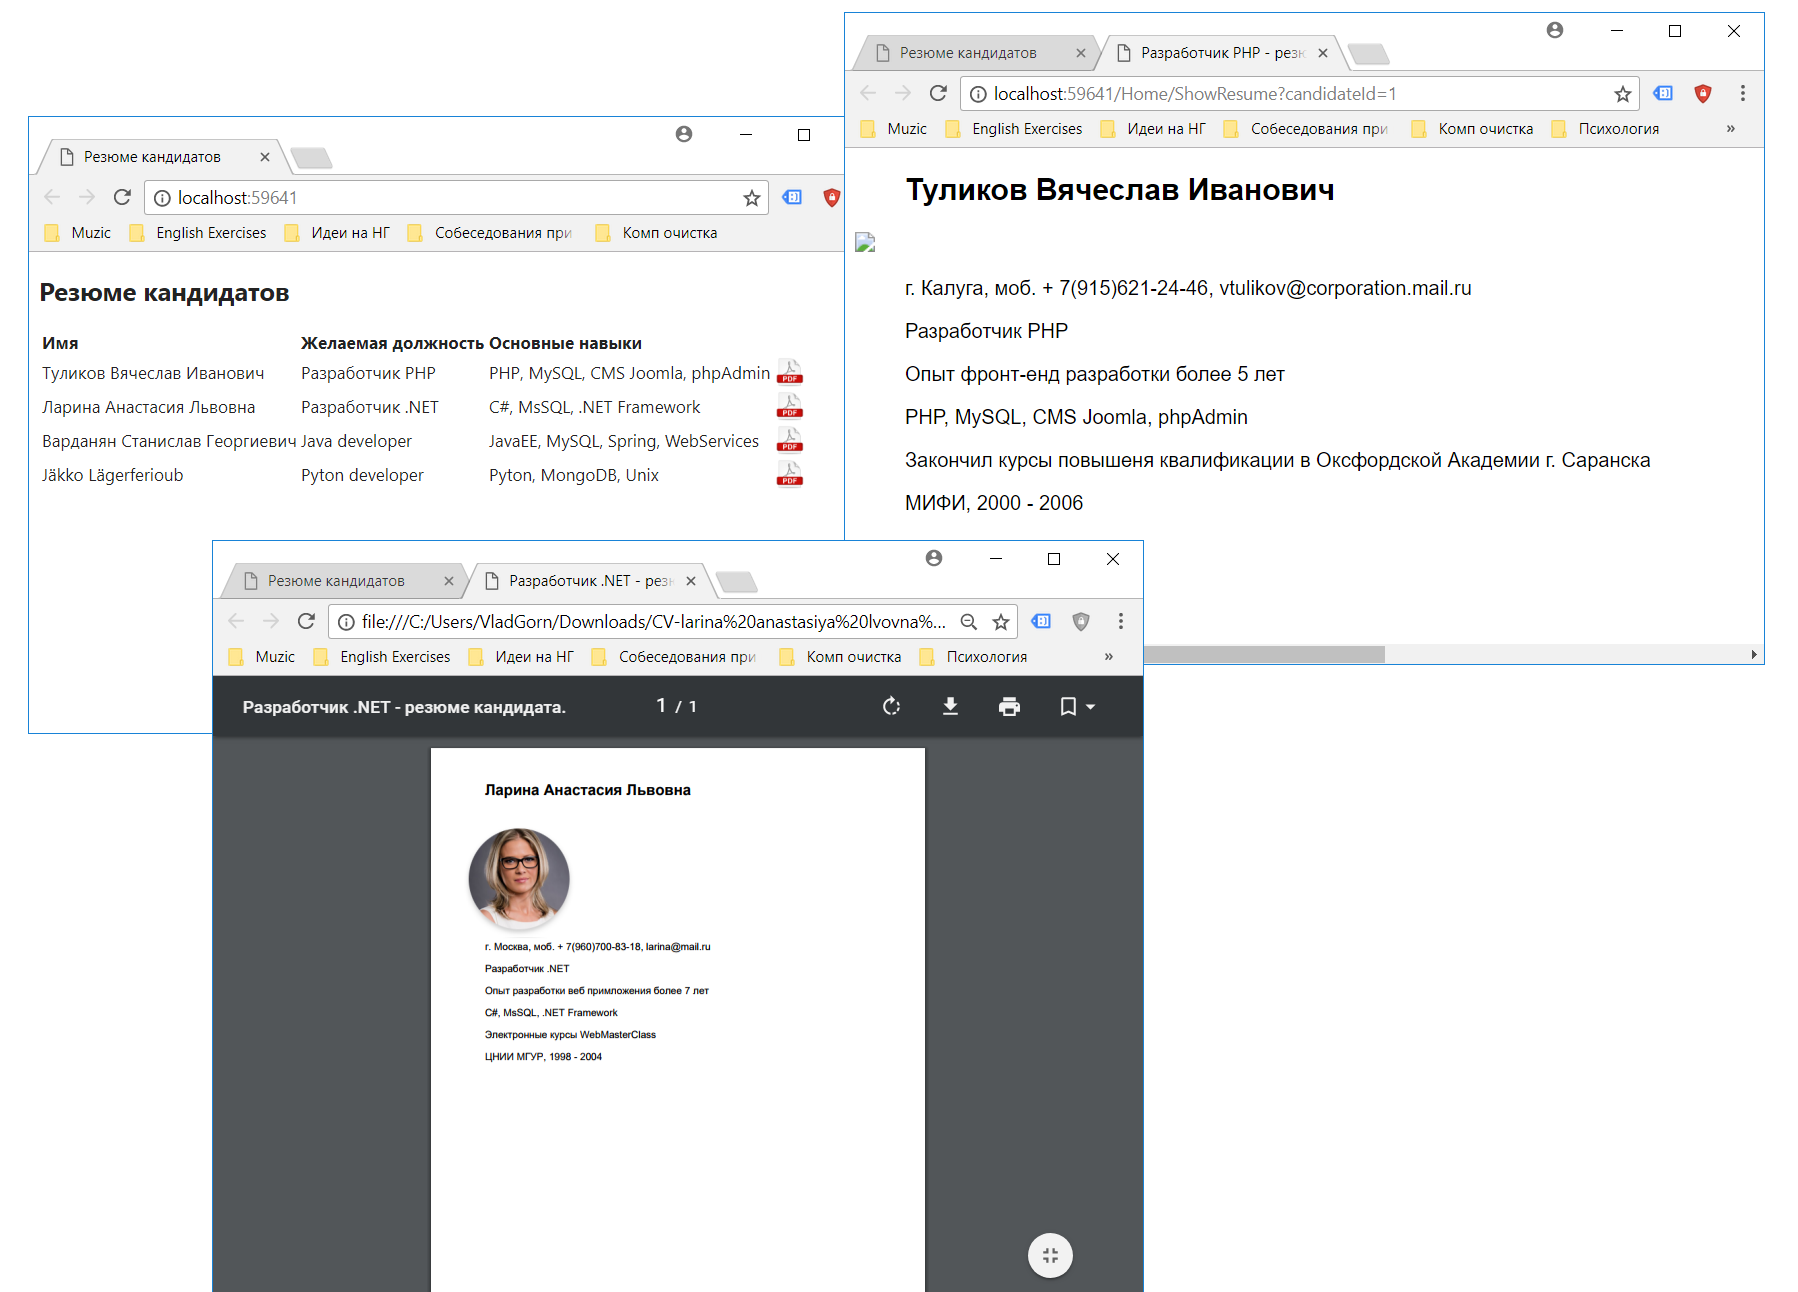 Резюме кандидатов
localhost:59641
Muzic English Exercises Идеи на НГ Собеседования при Комп очистка
Резюме кандидатов
Имя Желаемая должность Основные навыки
Туликов Вячеслав Иванович Разработчик PHP PHP, MySQL, CMS Joomla, phpAdmin PDF
Ларина Анастасия Львовна Разработчик .NET C#, MsSQL, .NET Framework PDF
Варданян Станислав Георгиевич Java developer JavaEE, MySQL, Spring, WebServices PDF
Jäkko Lägerferioub Pyton developer Pyton, MongoDB, Unix PDF
Резюме кандидатов Разработчик PHP - резю
localhost:59641/Home/ShowResume?candidateId=1
Muzic English Exercises Идеи на НГ Собеседования при Комп очистка Психология »
Туликов Вячеслав Иванович
г. Калуга, моб. + 7(915)621-24-46, vtulikov@corporation.mail.ru
Разработчик PHP
Опыт фронт-енд разработки более 5 лет
PHP, MySQL, CMS Joomla, phpAdmin
Закончил курсы повышеня квалификации в Оксфордской Академии г. Саранска
МИФИ, 2000 - 2006
Резюме кандидатов Разработчик .NET - рез
file:///C:/Users/VladGorn/Downloads/CV-larina%20anastasiya%20lvovna%...
Muzic English Exercises Идеи на НГ Собеседования при Комп очистка Психология »
Разработчик .NET - резюме кандидата. 1 / 1
Ларина Анастасия Львовна
г. Москва, моб. + 7(960)700-83-18, larina@mail.ru
Разработчик .NET
Опыт разработки веб примложения более 7 лет
C#, MsSQL, .NET Framework
Электронные курсы WebMasterClass
ЦНИИ МГУР, 1998 - 2004